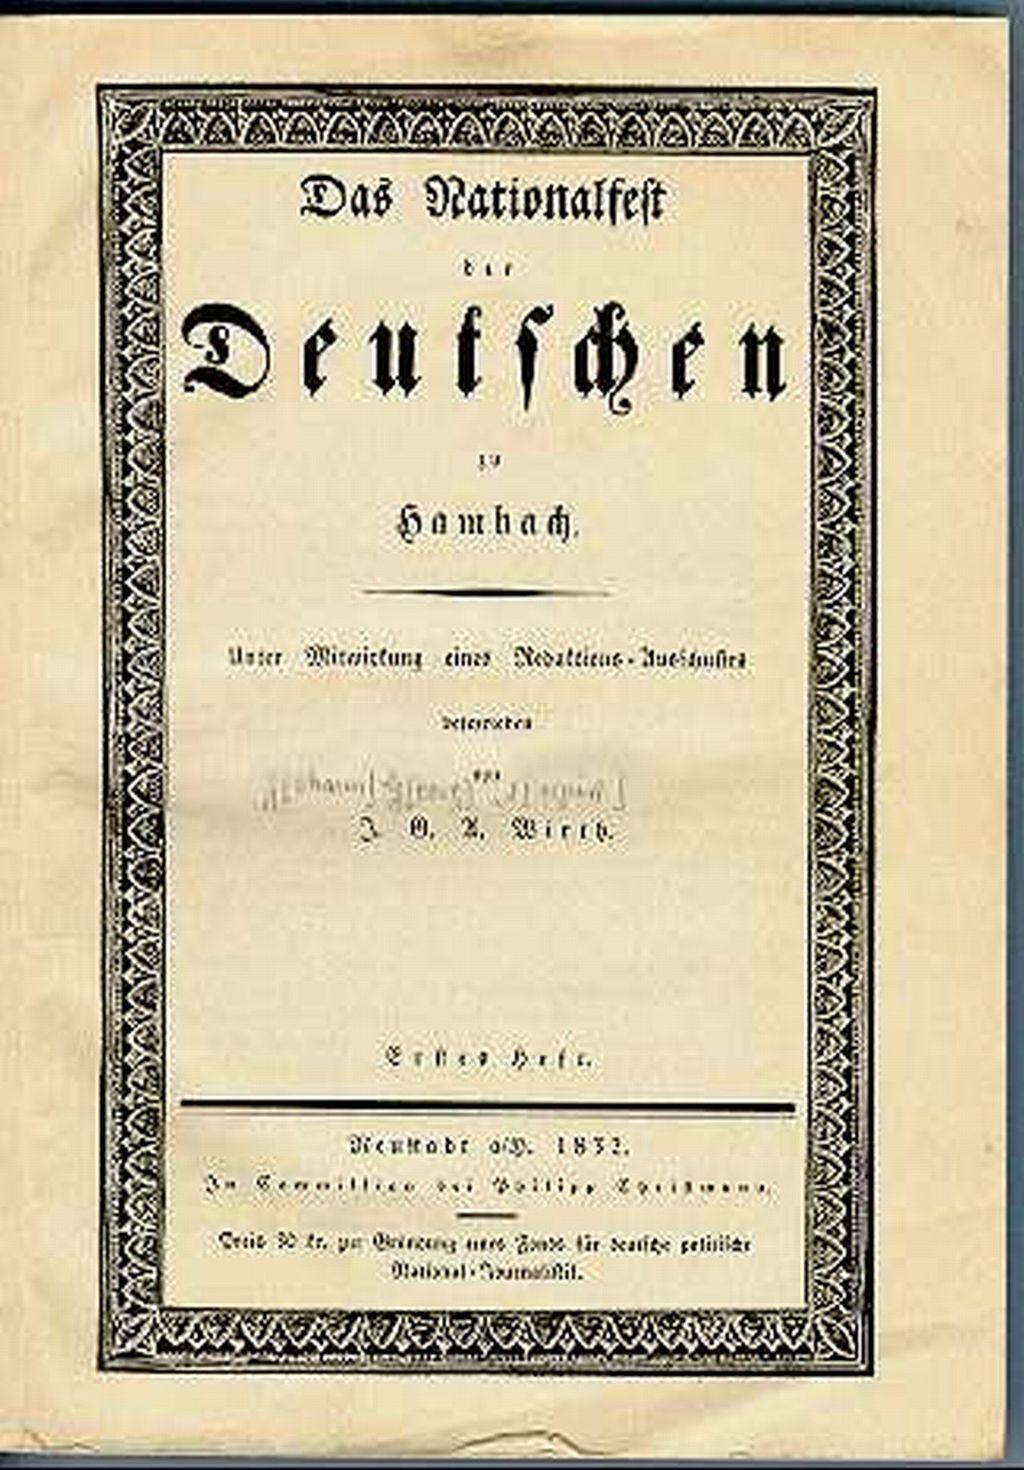 Das Nationalfest
der
Deutschen
zu
Hambach.
Unter Mitwirkung eines Redaktions-Ausschusses
beschrieben
von
J. G. A. Wirth.
Erstes Heft.
Neustadt a/H. 1832.
In Commission bei Philipp Christmann.
Preis 30 kr. zur Gründung eines Fonds für deutsche politische
National-Journalistik.